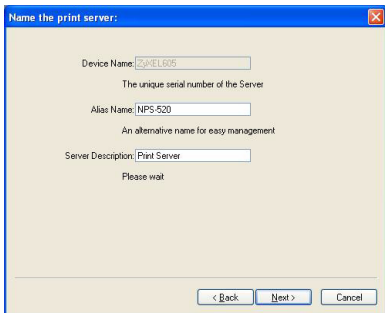 Name the print server:
Device Name: ZyXEL605
The unique serial number of the Server
Alias Name: NPS-520
An alternative name for easy management
Server Description: Print Server
Please wait
< Back Next > Cancel